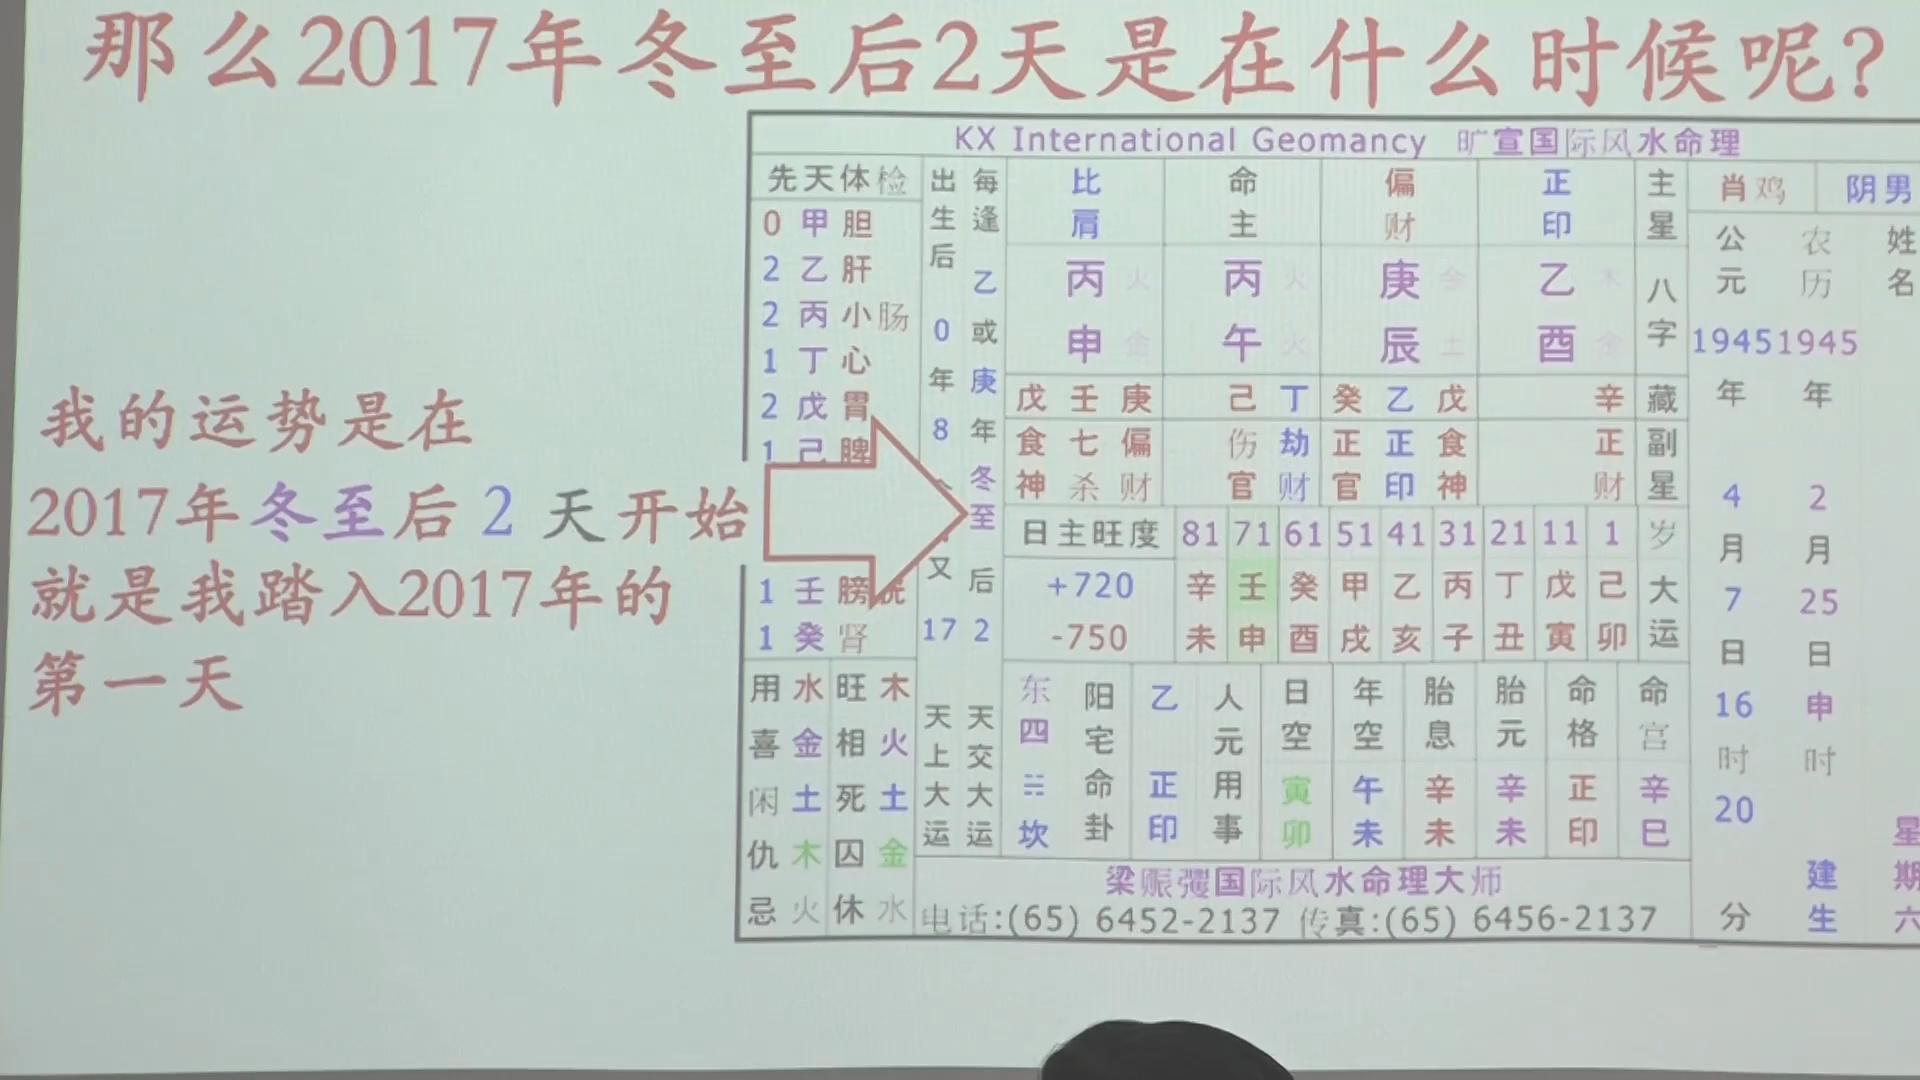 那么2017年冬至后2天是在什么时候呢?
我的运势是在
2017年冬至后2天开始
就是我踏入2017年的
第一天
KX International Geomancy 旷宣国际风水命理
先天体检
0 甲 胆
2 乙 肝
2 丙 小肠
1 丁 心
2 戊 胃
1 己 脾
1 壬 膀胱
1 癸 肾
用 水 旺 木
喜 金 相 火
闲 土 死 土
仇 木 囚 金
忌 火 休 水
出生后 0 年 8 又 17 天上大运
每逢乙或庚年冬至后 2 天交大运
比肩 命主 偏财 正印 主星
丙 火 丙 火 庚 金 乙 木 八字
申 金 午 火 辰 土 酉 金
戊 壬 庚 己 丁 癸 乙 戊 辛 藏
食神 七杀 偏财 伤官 劫财 正官 正印 食神 正财 副星
日主旺度 81 71 61 51 41 31 21 11 1 岁
+720 辛 壬 癸 甲 乙 丙 丁 戊 己 大
-750 未 申 酉 戌 亥 子 丑 寅 卯 运
东四 ☵ 坎 阳宅命卦 乙 正印 人元用事 日空 寅卯 年空 午未 胎息 辛未 胎元 辛未 命格 正印 命宫 辛巳
梁赈彏国际风水命理大师
电话:(65) 6452-2137 传真:(65) 6456-2137
肖鸡 阴男
公元 1945 年 4 月 7 日 16 时 20 分
农历 1945 年 2 月 25 日 申 时 建生
姓名
星期六